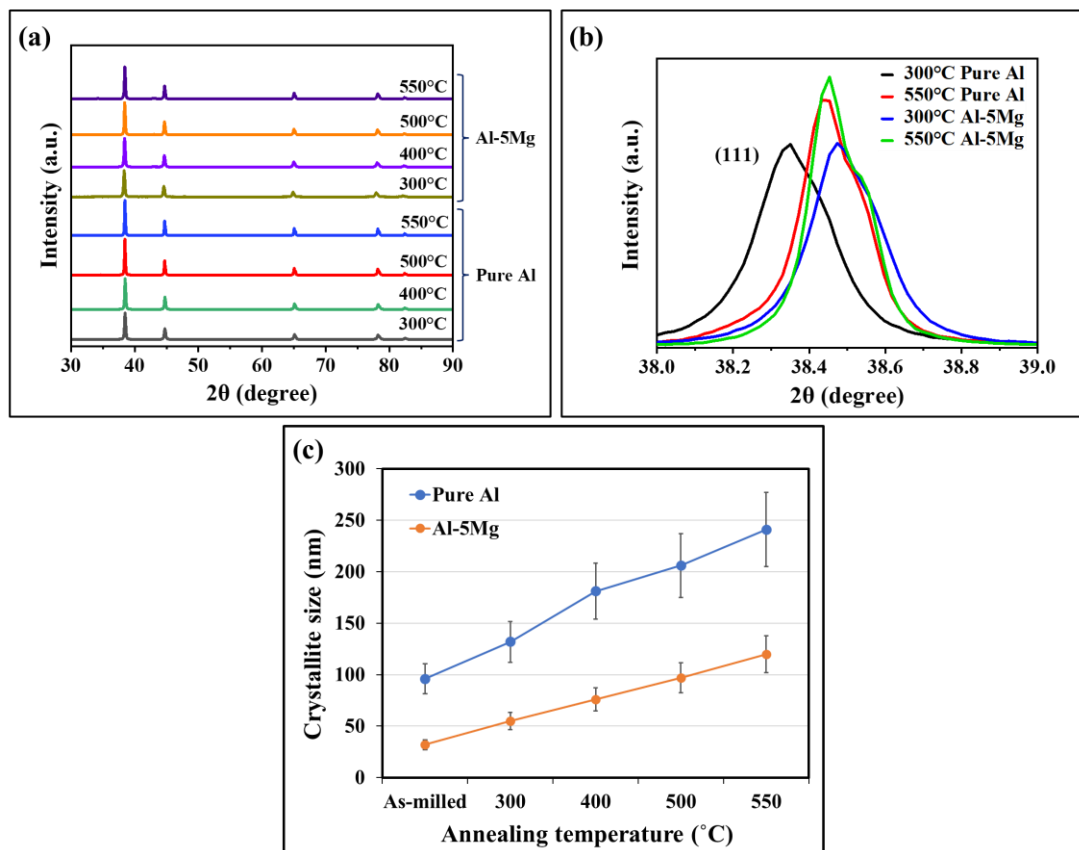 (a)
Intensity (a.u.)
550°C
500°C
400°C
300°C
Al-5Mg
550°C
500°C
400°C
300°C
Pure Al
30 40 50 60 70 80 90
2θ (degree)
(b)
Intensity (a.u.)
(111)
300°C Pure Al
550°C Pure Al
300°C Al-5Mg
550°C Al-5Mg
38.0 38.2 38.4 38.6 38.8 39.0
2θ (degree)
(c)
Crystallite size (nm)
300
250
200
150
100
50
0
Pure Al
Al-5Mg
As-milled 300 400 500 550
Annealing temperature (˚C)